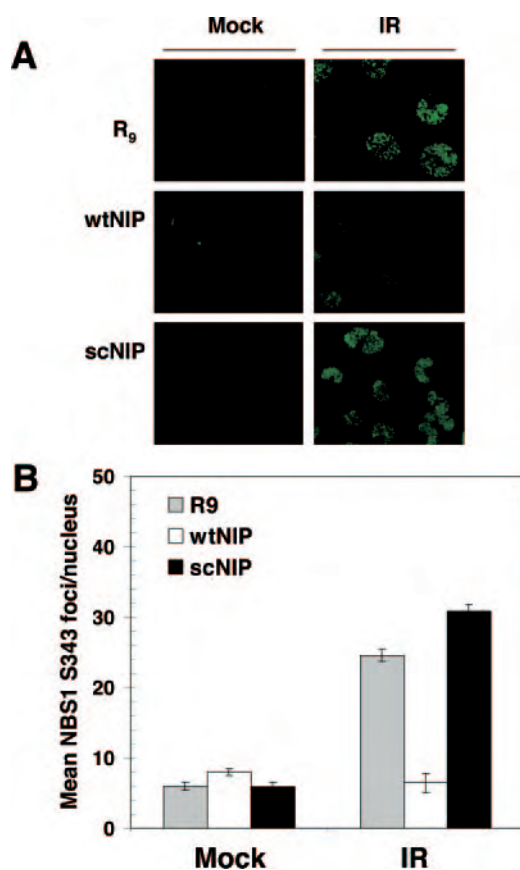 Mock IR
A
R₉
wtNIP
scNIP
B
50
40
30
20
10
0
Mean NBS1 S343 foci/nucleus
R9
wtNIP
scNIP
Mock IR